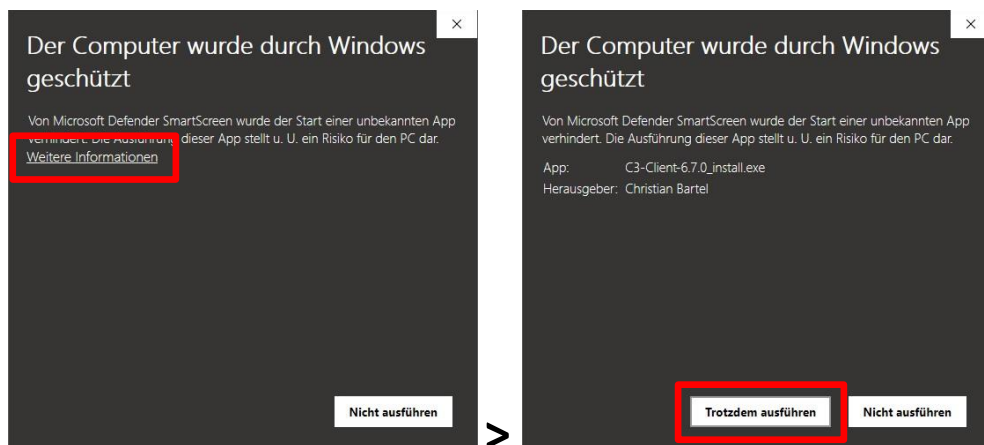 Der Computer wurde durch Windows
geschützt
Von Microsoft Defender SmartScreen wurde der Start einer unbekannten App
verhindert. Die Ausführung dieser App stellt u. U. ein Risiko für den PC dar.
Weitere Informationen
Nicht ausführen
>
Der Computer wurde durch Windows
geschützt
Von Microsoft Defender SmartScreen wurde der Start einer unbekannten App
verhindert. Die Ausführung dieser App stellt u. U. ein Risiko für den PC dar.
App: C3-Client-6.7.0_install.exe
Herausgeber: Christian Bartel
Trotzdem ausführen Nicht ausführen